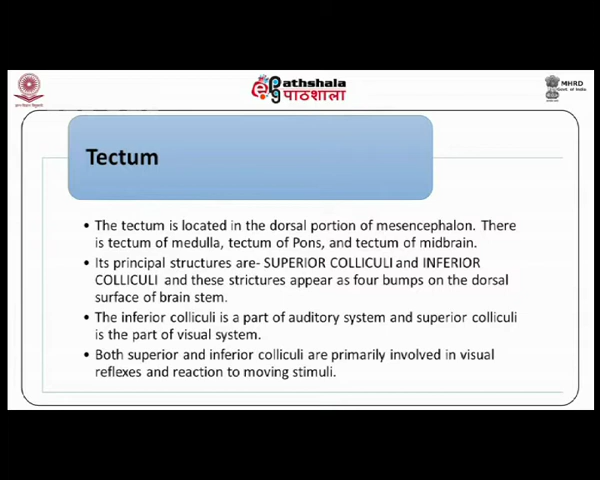 ePathshala
पाठशाला
MHRD
Govt. of India
Tectum
• The tectum is located in the dorsal portion of mesencephalon. There
is tectum of medulla, tectum of Pons, and tectum of midbrain.
• Its principal structures are- SUPERIOR COLLICULI and INFERIOR
COLLICULI and these strictures appear as four bumps on the dorsal
surface of brain stem.
• The inferior colliculi is a part of auditory system and superior colliculi
is the part of visual system.
• Both superior and inferior colliculi are primarily involved in visual
reflexes and reaction to moving stimuli.